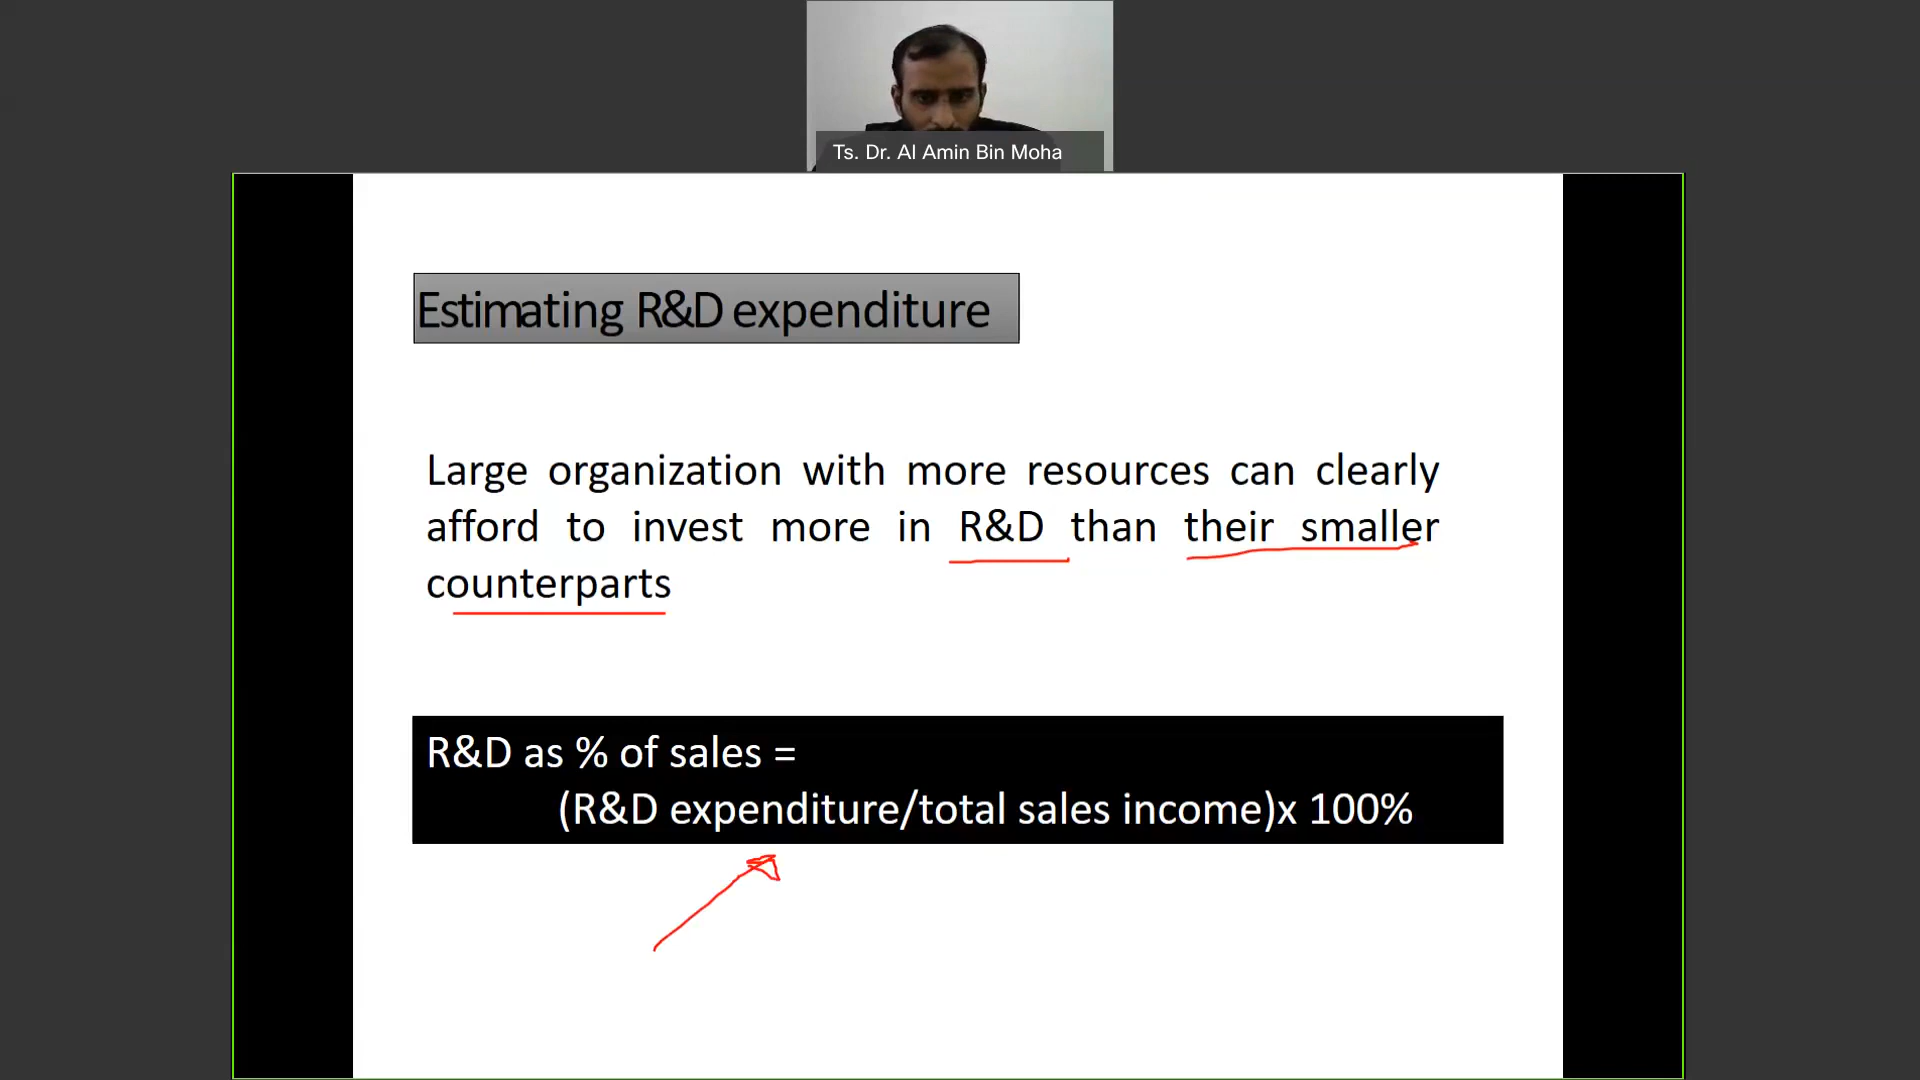 Ts. Dr. Al Amin Bin Moha
Estimating R&D expenditure
Large organization with more resources can clearly
afford to invest more in R&D than their smaller
counterparts
R&D as % of sales =
(R&D expenditure/total sales income)x 100%